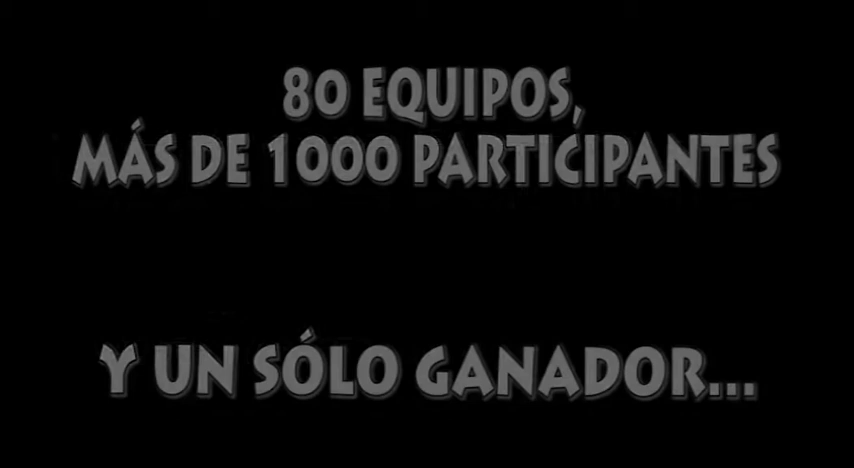 80 EQUIPOS,
MÁS DE 1000 PARTICIPANTES
Y UN SÓLO GANADOR...